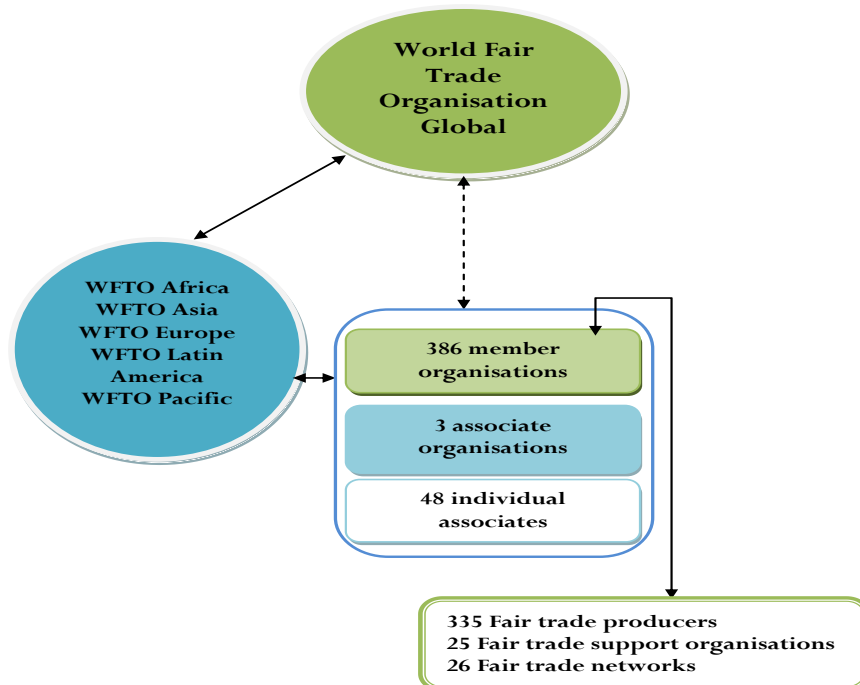 World Fair
Trade
Organisation
Global
WFTO Africa
WFTO Asia
WFTO Europe
WFTO Latin
America
WFTO Pacific
386 member
organisations
3 associate
organisations
48 individual
associates
335 Fair trade producers
25 Fair trade support organisations
26 Fair trade networks